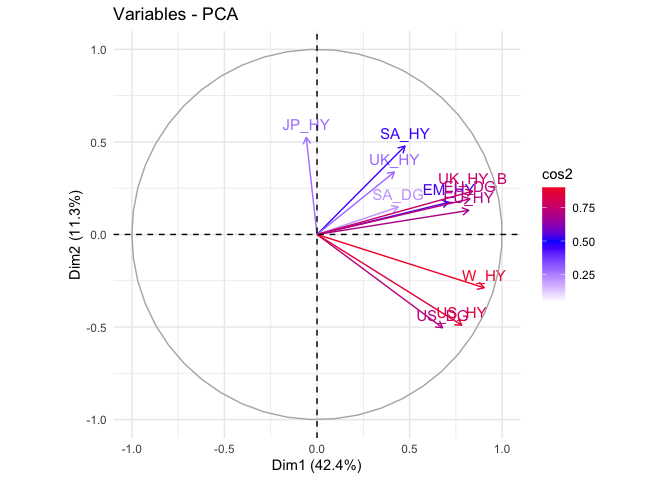 Variables - PCA
1.0
0.5
0.0
-0.5
-1.0
Dim2 (11.3%)
JP_HY
SA_HY
UK_HY
SA_DG
UK_HY_B
W_HY
US_DG
US_HY
-1.0
-0.5
0.0
0.5
1.0
Dim1 (42.4%)
cos2
0.75
0.50
0.25